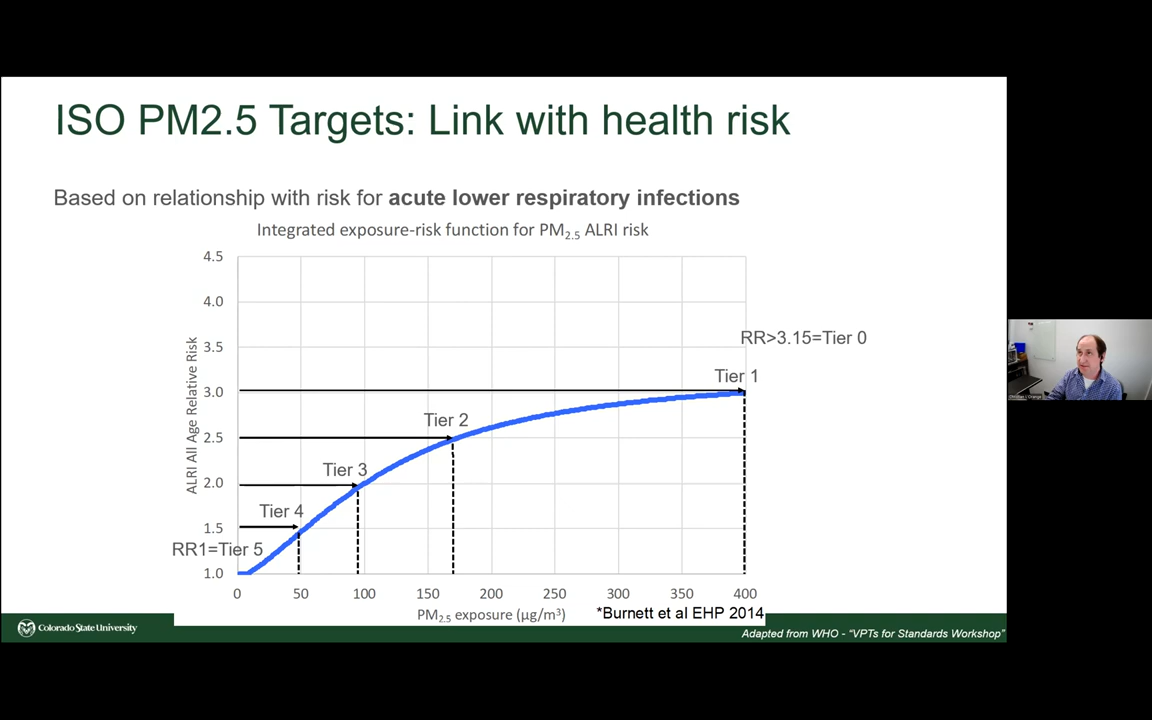 ISO PM2.5 Targets: Link with health risk
Based on relationship with risk for acute lower respiratory infections
Integrated exposure-risk function for PM2.5 ALRI risk
ALRI All Age Relative Risk
4.5
4.0
3.5
3.0
2.5
2.0
1.5
1.0
RR>3.15=Tier 0
Tier 1
Tier 2
Tier 3
Tier 4
RR1=Tier 5
0 50 100 150 200 250 300 350 400
PM2.5 exposure (µg/m³)
*Burnett et al EHP 2014
Colorado State University
Adapted from WHO - “VPTs for Standards Workshop”